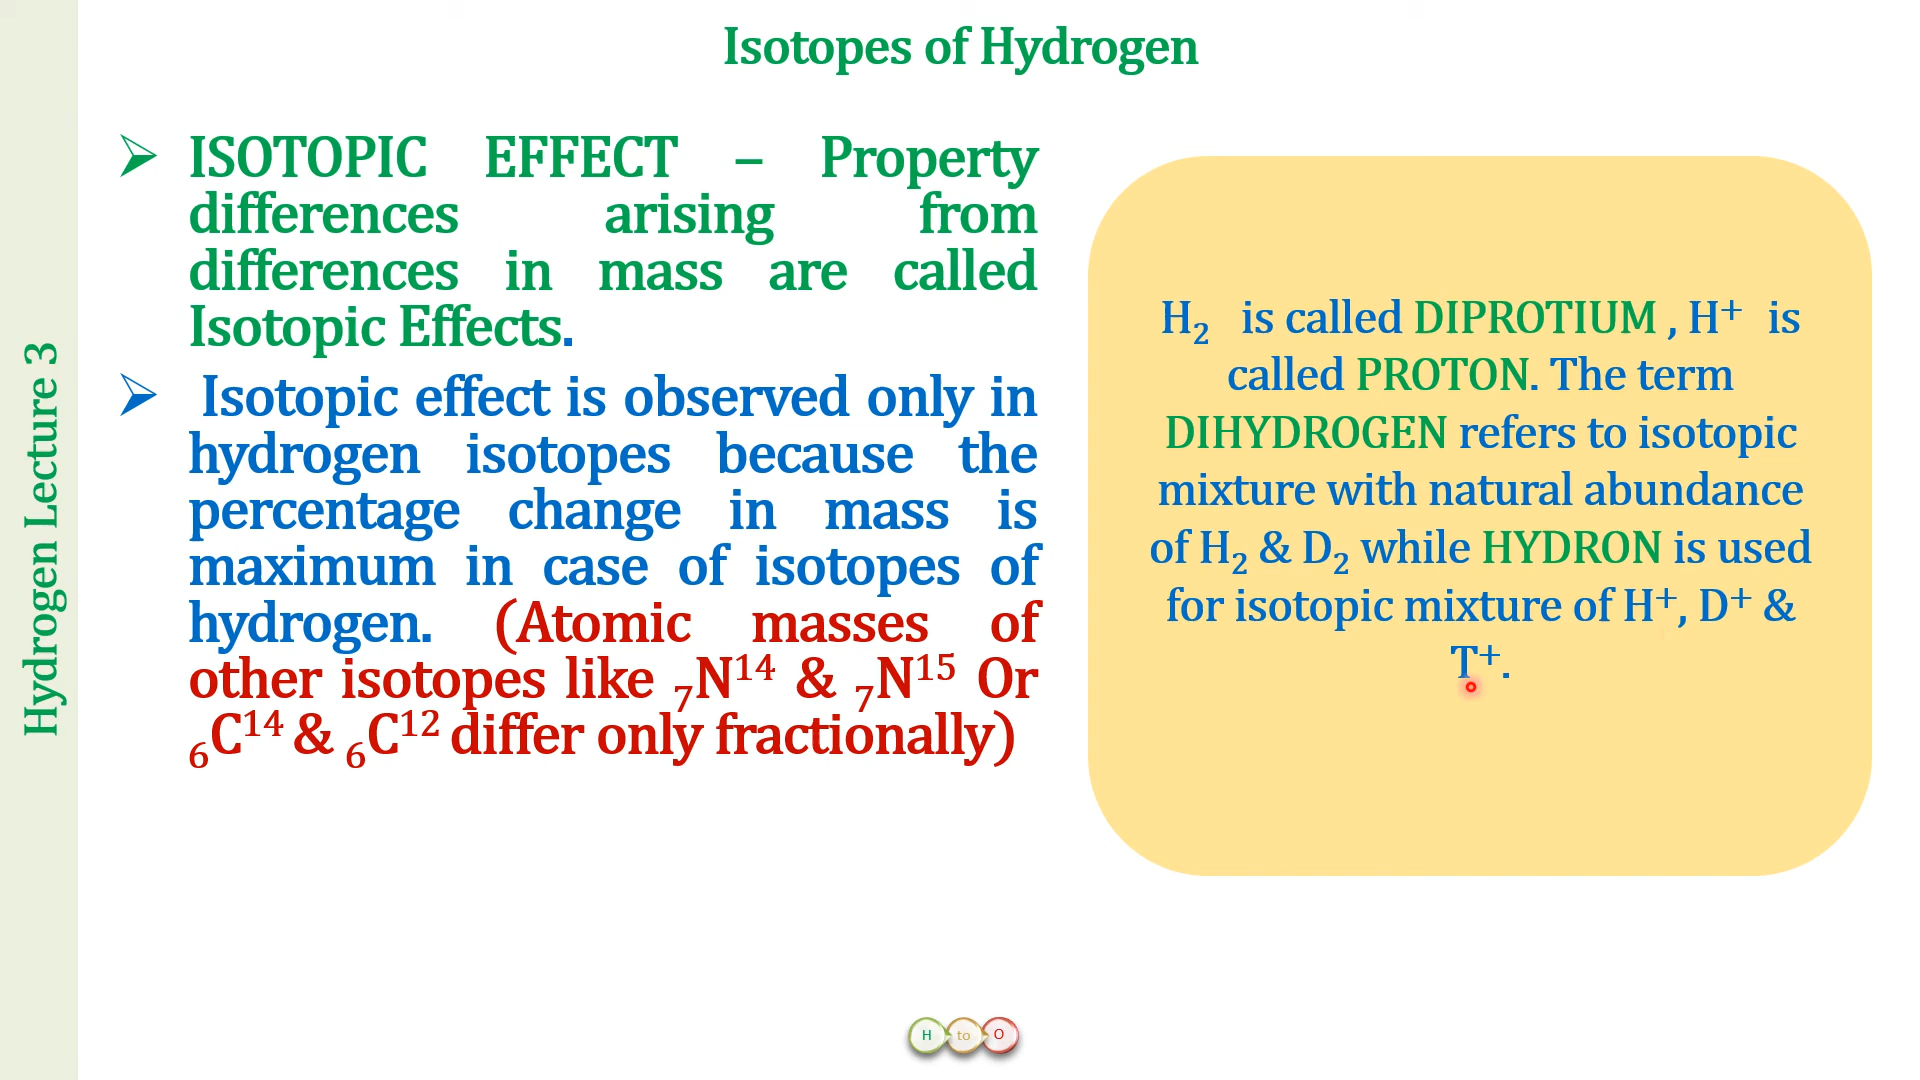 Isotopes of Hydrogen
Hydrogen Lecture 3
➢ ISOTOPIC EFFECT – Property
differences arising from
differences in mass are called
Isotopic Effects.
➢ Isotopic effect is observed only in
hydrogen isotopes because the
percentage change in mass is
maximum in case of isotopes of
hydrogen. (Atomic masses of
other isotopes like ₇N¹⁴ & ₇N¹⁵ Or
₆C¹⁴ & ₆C¹² differ only fractionally)
H₂ is called DIPROTIUM , H⁺ is
called PROTON. The term
DIHYDROGEN refers to isotopic
mixture with natural abundance
of H₂ & D₂ while HYDRON is used
for isotopic mixture of H⁺, D⁺ &
T⁺.
H to O